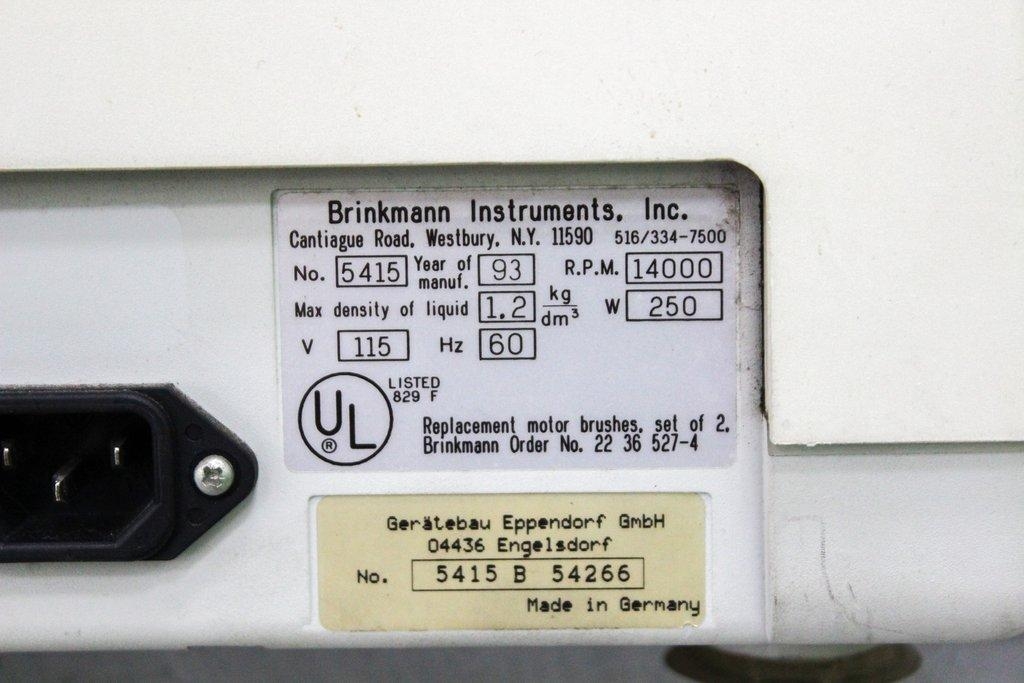 Brinkmann Instruments, Inc.
Cantiague Road, Westbury, N.Y. 11590 516/334-7500
No. 5415 Year of manuf. 93 R.P.M. 14000
Max density of liquid 1.2 kg/dm³ W 250
V 115 Hz 60
UL ® LISTED
829 F
Replacement motor brushes, set of 2,
Brinkmann Order No. 22 36 527-4
Gerätebau Eppendorf GmbH
04436 Engelsdorf
No. 5415 B 54266
Made in Germany